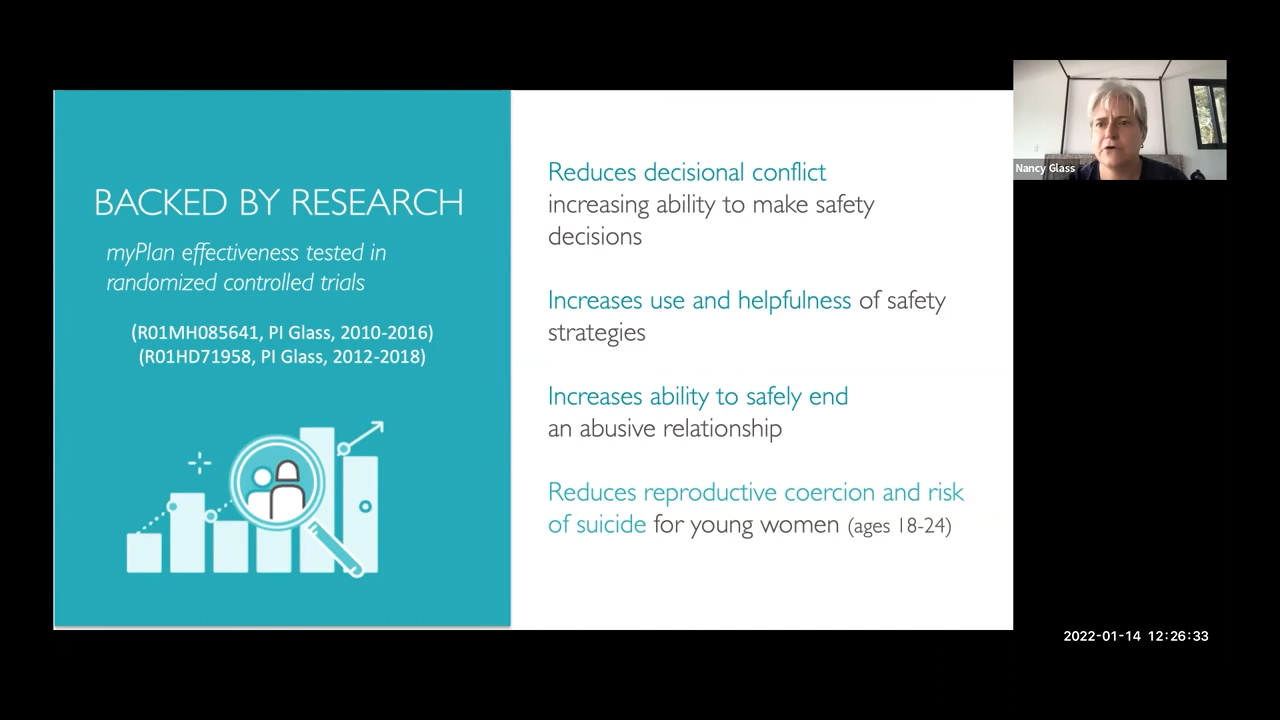 BACKED BY RESEARCH
myPlan effectiveness tested in
randomized controlled trials
(R01MH085641, PI Glass, 2010-2016)
(R01HD71958, PI Glass, 2012-2018)
Reduces decisional conflict
increasing ability to make safety
decisions
Increases use and helpfulness of safety
strategies
Increases ability to safely end
an abusive relationship
Reduces reproductive coercion and risk
of suicide for young women (ages 18-24)
Nancy Glass
2022-01-14 12:26:33